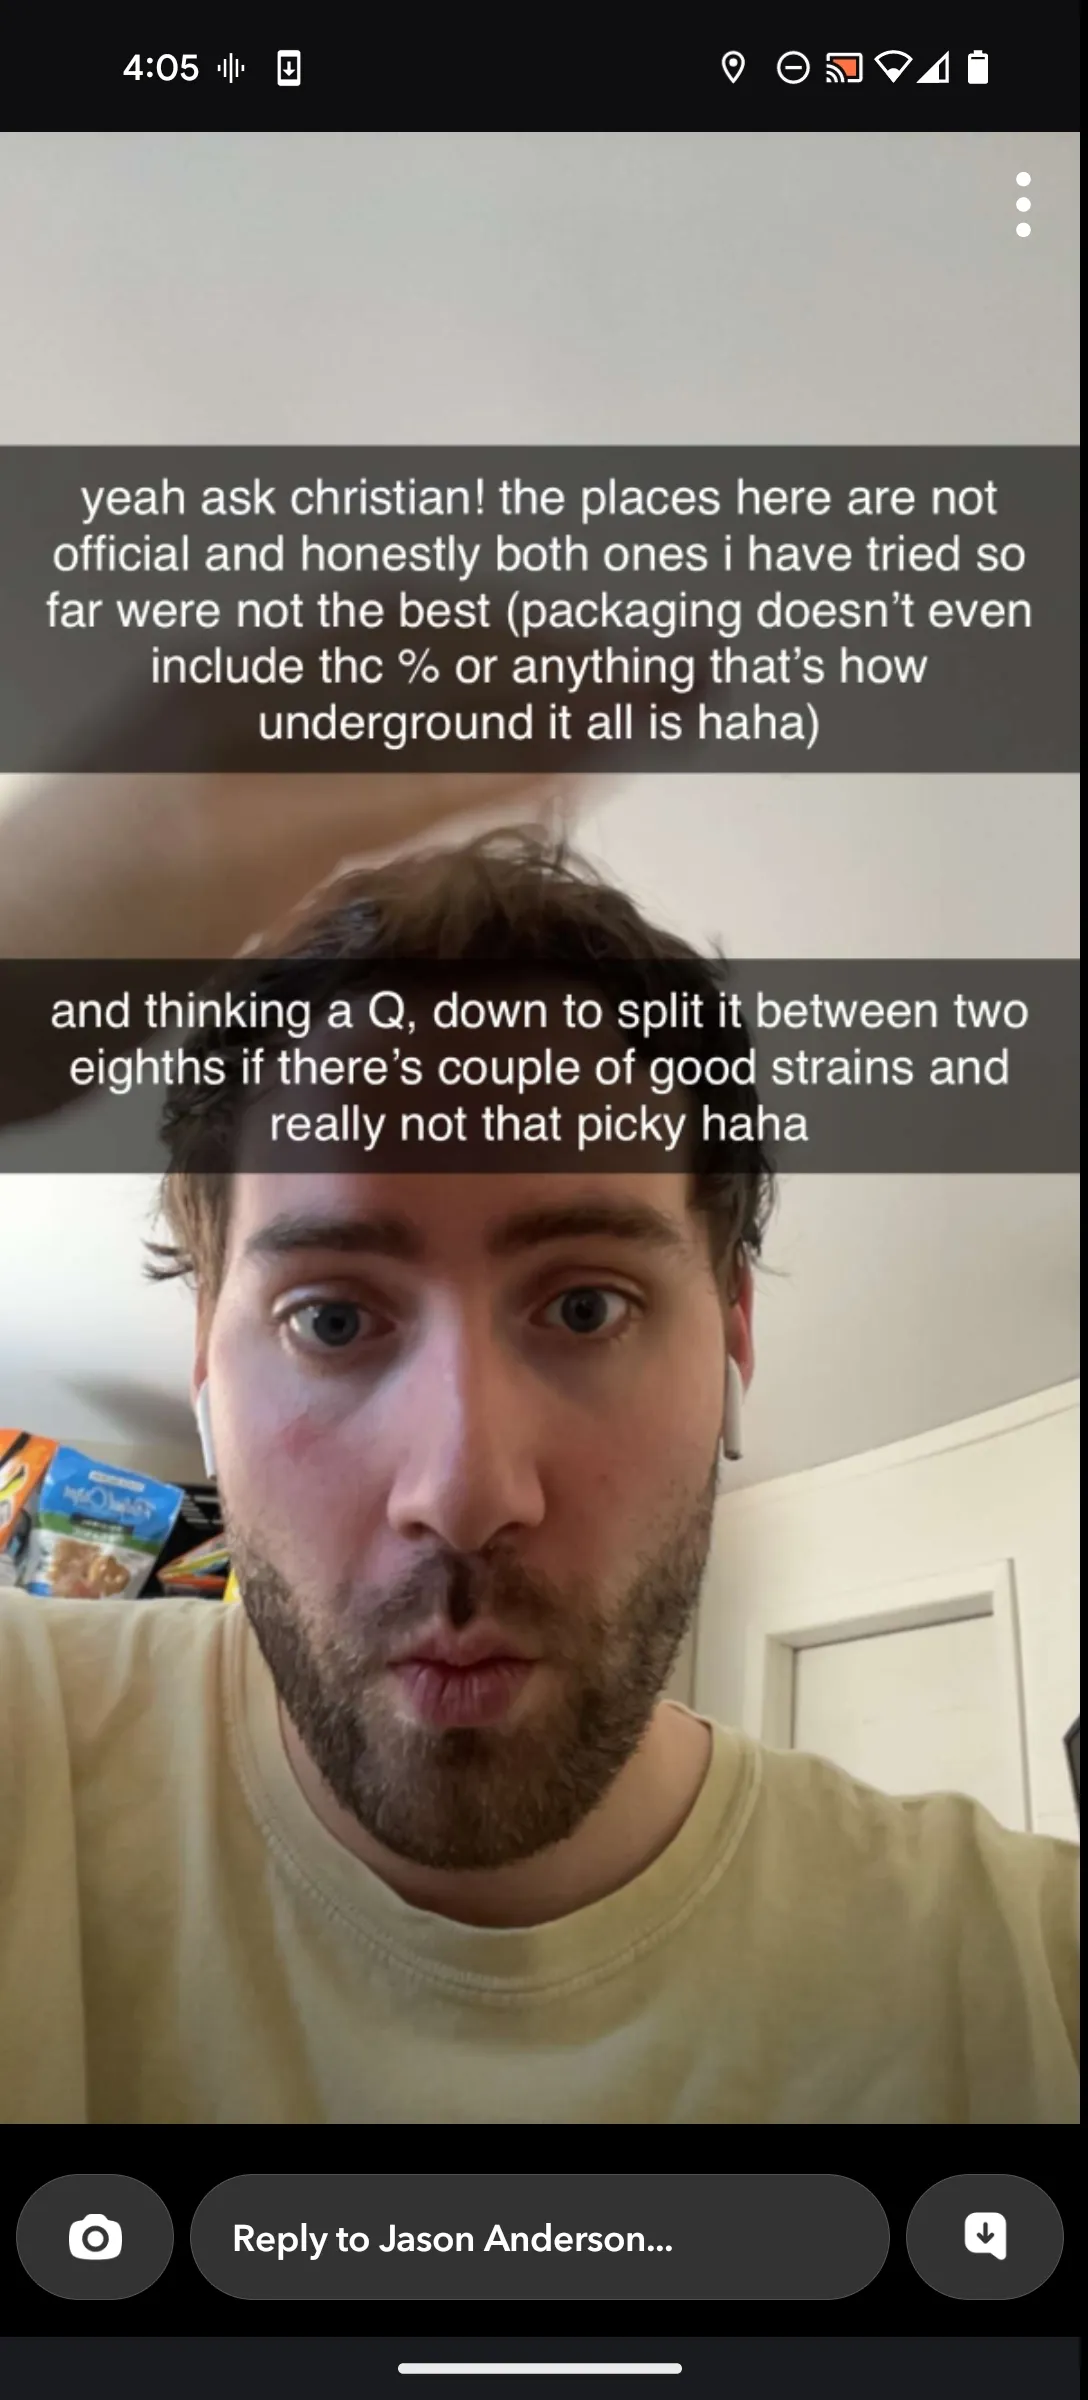 4:05
yeah ask christian! the places here are not
official and honestly both ones i have tried so
far were not the best (packaging doesn’t even
include thc % or anything that’s how
underground it all is haha)
and thinking a Q, down to split it between two
eighths if there’s couple of good strains and
really not that picky haha
Reply to Jason Anderson...